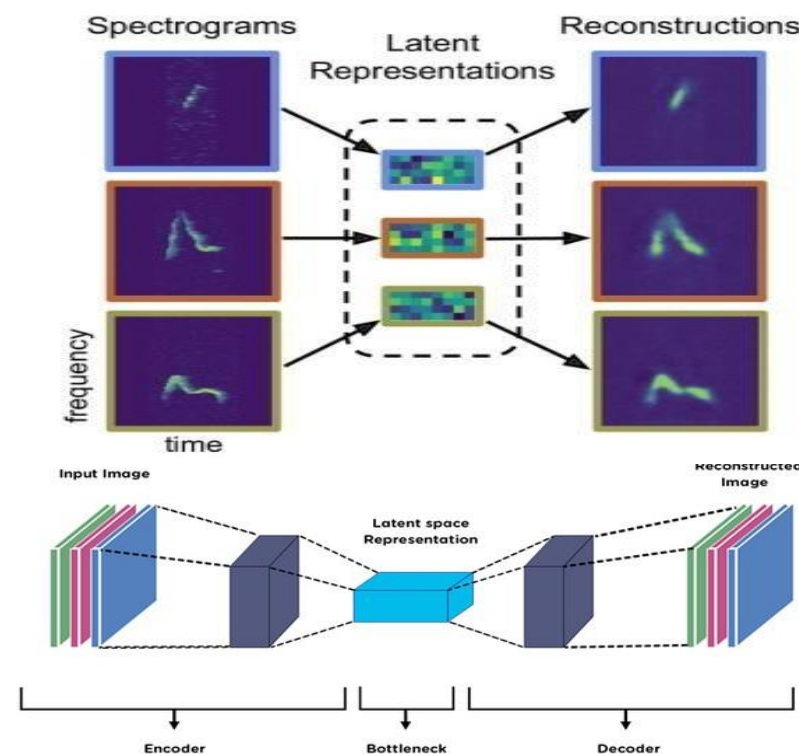 Spectrograms
Latent
Representations
Reconstructions
frequency
time
Input Image
Latent space
Representation
Reconstructed
Image
Encoder
Bottleneck
Decoder